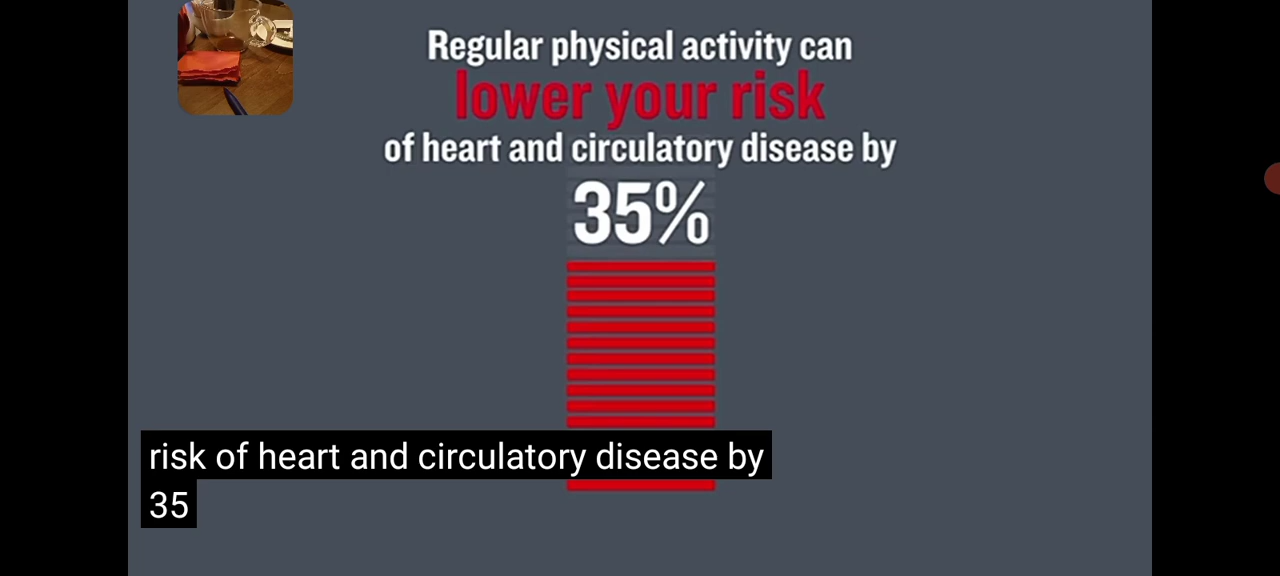 Regular physical activity can
lower your risk
of heart and circulatory disease by
35%
risk of heart and circulatory disease by
35